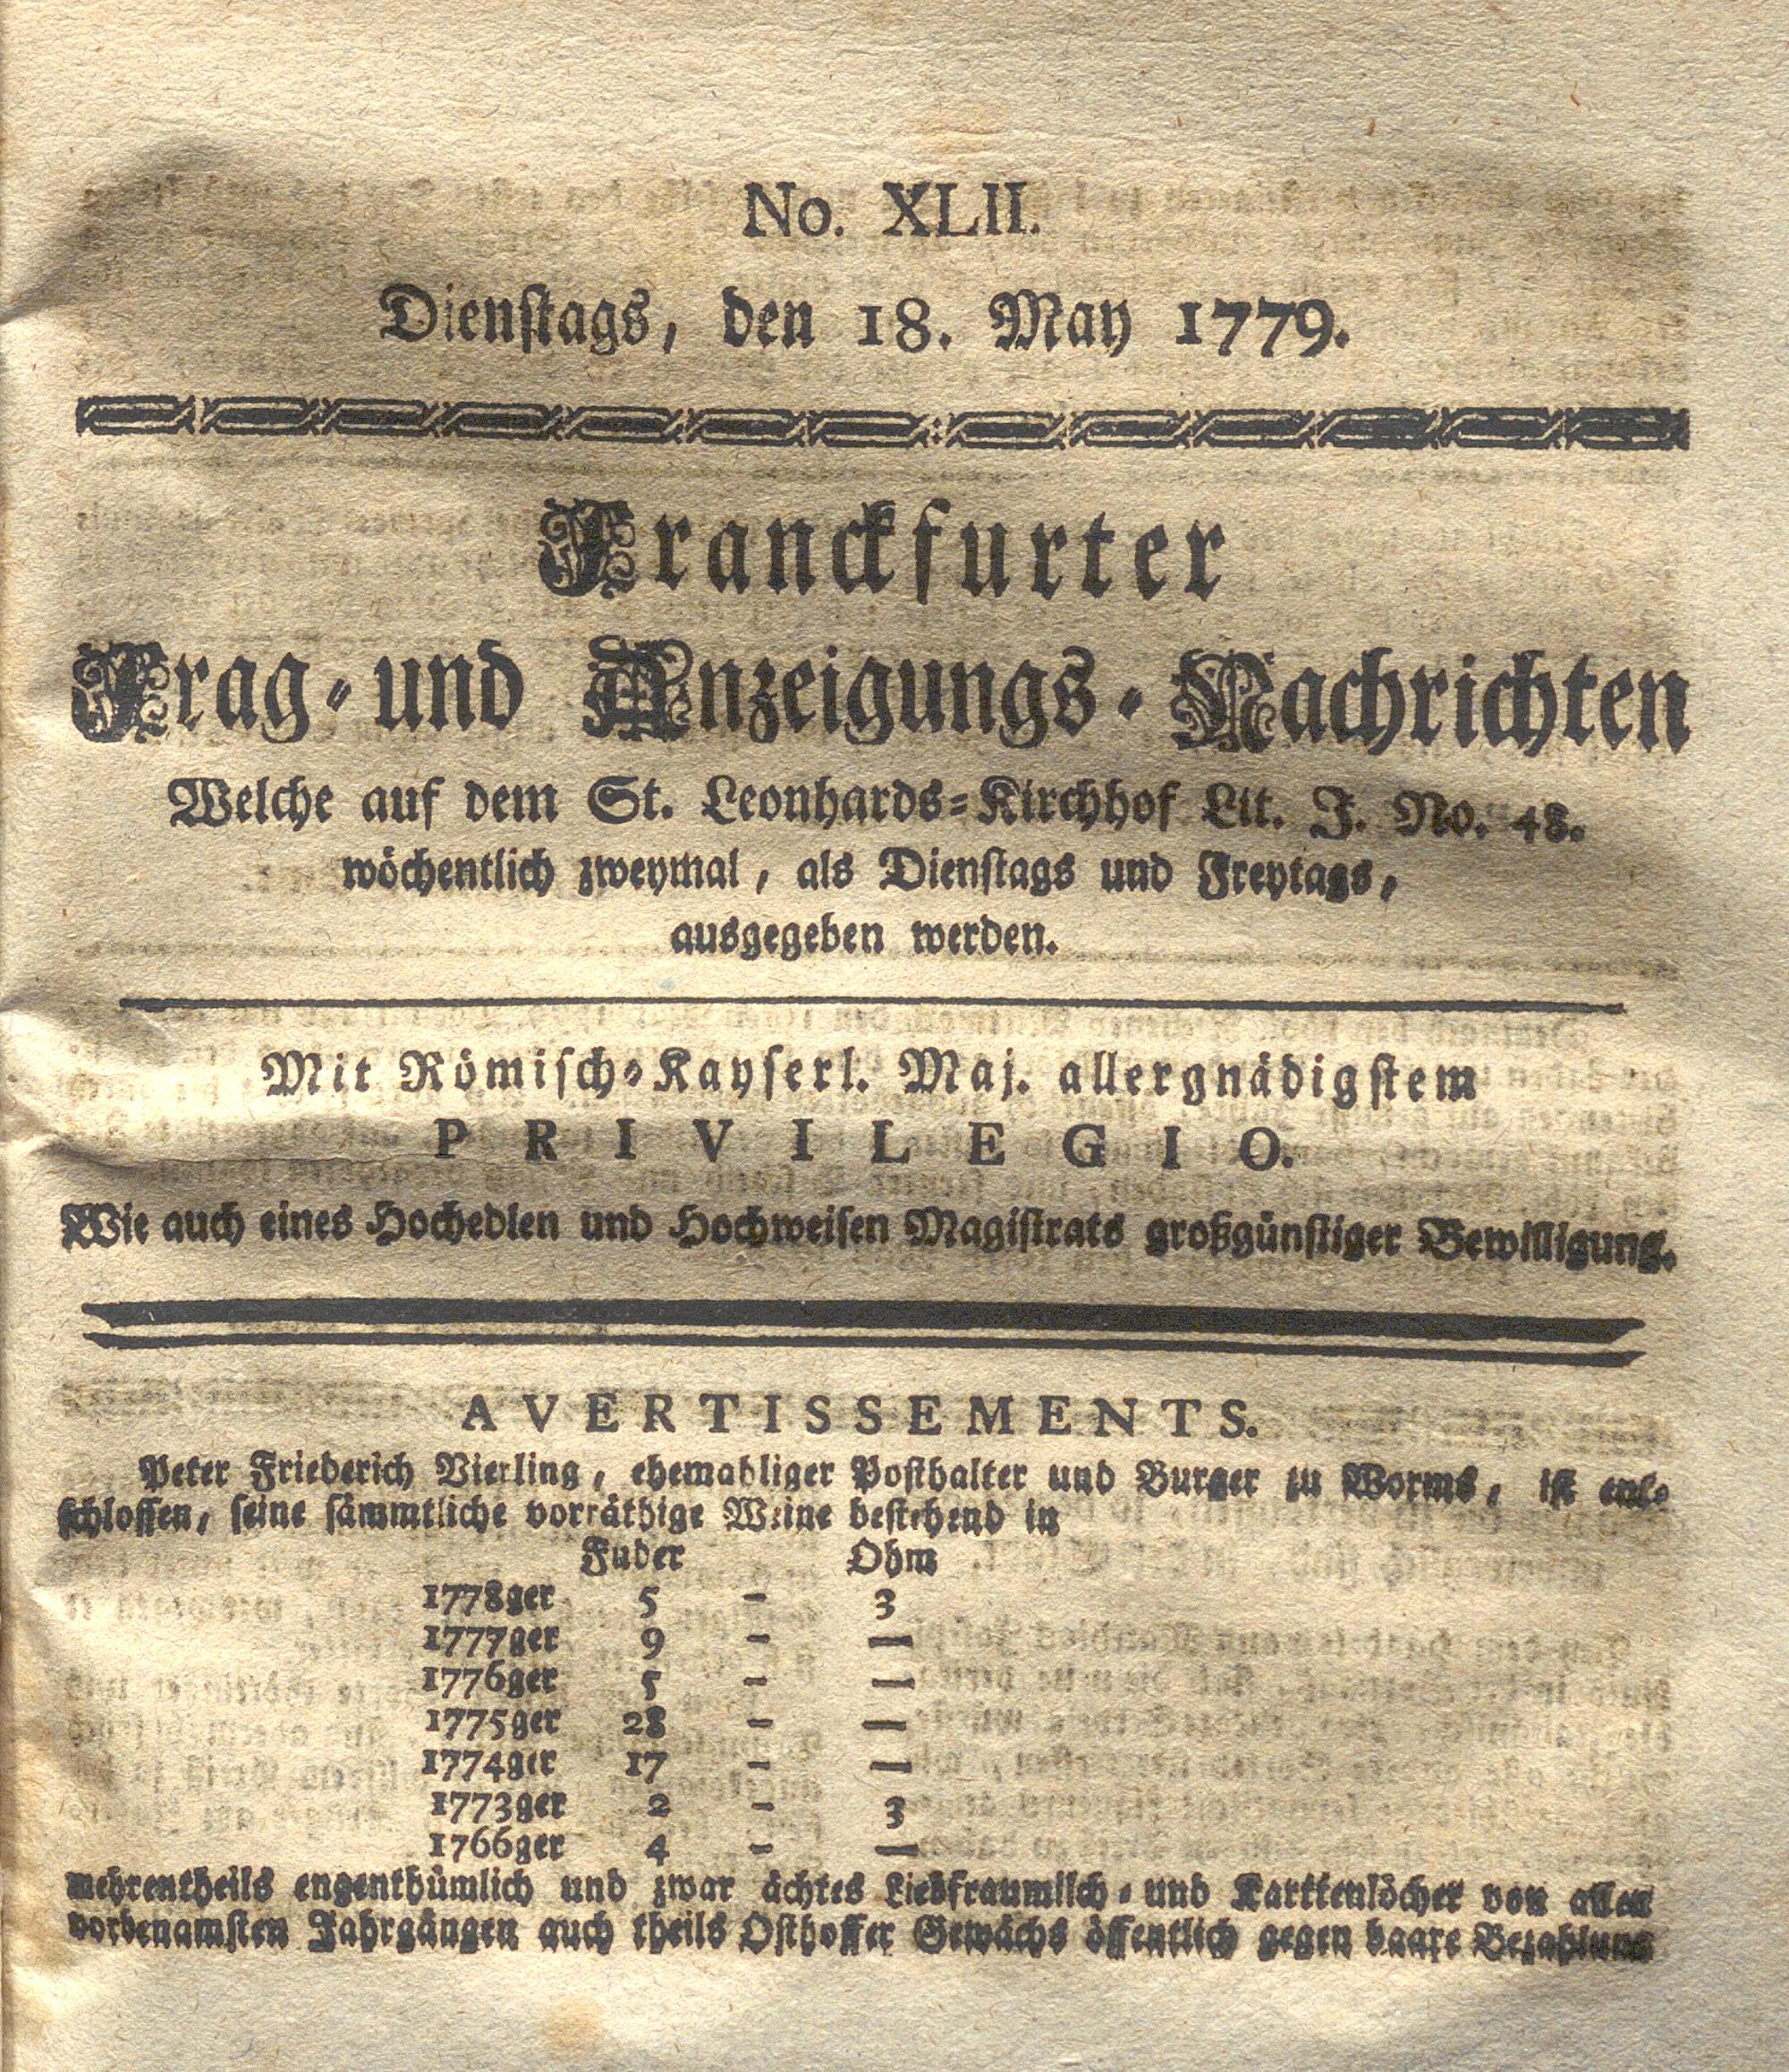 No. XLII.
Dienstags, den 18. May 1779.
Franckfurter
Frag- und Anzeigungs-Nachrichten
Welche auf dem St. Leonhards-Kirchhof Lit. J. No. 48.
wöchentlich zweymal, als Dienstags und Freytags,
ausgegeben werden.
Mit Römisch-Kayserl. Maj. allergnädigstem
PRIVILEGIO.
Wie auch eines Hochedlen und Hochweisen Magistrats großgünstiger Bewilligung.
AVERTISSEMENTS.
Peter Friederich Vierling, ehemahliger Posthalter und Burger zu Worms, ist ent-
schlossen, seine sämmtliche vorräthige Weine bestehend in
Fuder Ohm
1778ger 5 - 3
1777ger 9 - —
1776ger 5 - —
1775ger 28 - —
1774ger 17 - —
1773ger 2 - 3
1766ger 4 - —
mehrentheils engenthümlich und zwar ächtes Liebfraumilch- und Kartenlöcher von allen
vorbenamsten Jahrgängen auch theils Osthoffer Gewächs öffentlich gegen baare Bezahlung